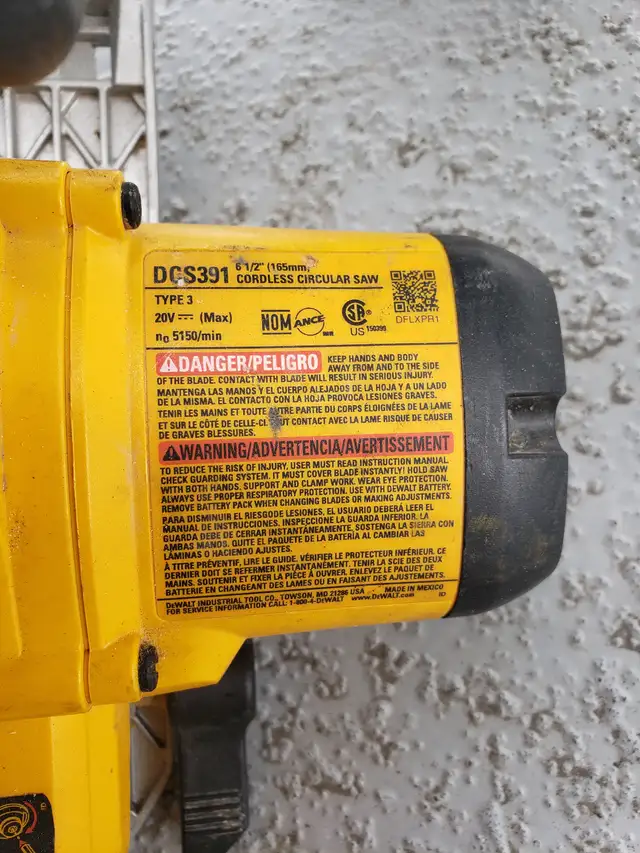 DCS391 6 1/2" (165mm) CORDLESS CIRCULAR SAW
TYPE 3
20V ⎓ (Max)
n₀ 5150/min
NOM ANCE
US 150399
DFLXPR1
DANGER/PELIGRO KEEP HANDS AND BODY
AWAY FROM AND TO THE SIDE
OF THE BLADE. CONTACT WITH BLADE WILL RESULT IN SERIOUS INJURY.
MANTENGA LAS MANOS Y EL CUERPO ALEJADOS DE LA HOJA Y A UN LADO
DE LA MISMA. EL CONTACTO CON LA HOJA PROVOCA LESIONES GRAVES.
TENIR LES MAINS ET TOUTE AUTRE PARTIE DU CORPS ÉLOIGNÉES DE LA LAME
ET SUR LE CÔTÉ DE CELLE-CI. TOUT CONTACT AVEC LA LAME RISQUE DE CAUSER
DE GRAVES BLESSURES.
WARNING/ADVERTENCIA/AVERTISSEMENT
TO REDUCE THE RISK OF INJURY, USER MUST READ INSTRUCTION MANUAL.
CHECK GUARDING SYSTEM. IT MUST COVER BLADE INSTANTLY! HOLD SAW
WITH BOTH HANDS. SUPPORT AND CLAMP WORK. WEAR EYE PROTECTION.
ALWAYS USE PROPER RESPIRATORY PROTECTION. USE WITH DEWALT BATTERY.
REMOVE BATTERY PACK WHEN CHANGING BLADES OR MAKING ADJUSTMENTS.
PARA DISMINUIR EL RIESGODE LESIONES, EL USUARIO DEBERÁ LEER EL
MANUAL DE INSTRUCCIONES. INSPECCIONE LA GUARDA INFERIOR. LA
GUARDA DEBE DE CERRAR INSTANTÁNEAMENTE. SOSTENGA LA SIERRA CON
AMBAS MANOS. QUITE EL PAQUETE DE LA BATERÍA AL CAMBIAR LAS
LÁMINAS O HACIENDO AJUSTES.
À TITRE PRÉVENTIF, LIRE LE GUIDE. VÉRIFIER LE PROTECTEUR INFÉRIEUR. CE
DERNIER DOIT SE REFERMER INSTANTANÉMENT. TENIR LA SCIE DES DEUX
MAINS. SOUTENIR ET FIXER LA PIÈCE À OUVRER. ENLEVEZ LE PAQUET DE
BATTERIE EN CHANGEANT DES LAMES OU EN FAISANT DES AJUSTEMENTS.
DEWALT INDUSTRIAL TOOL CO., TOWSON, MD 21286 USA MADE IN MEXICO
FOR SERVICE INFORMATION CALL: 1-800-4-DEWALT www.DEWALT.com